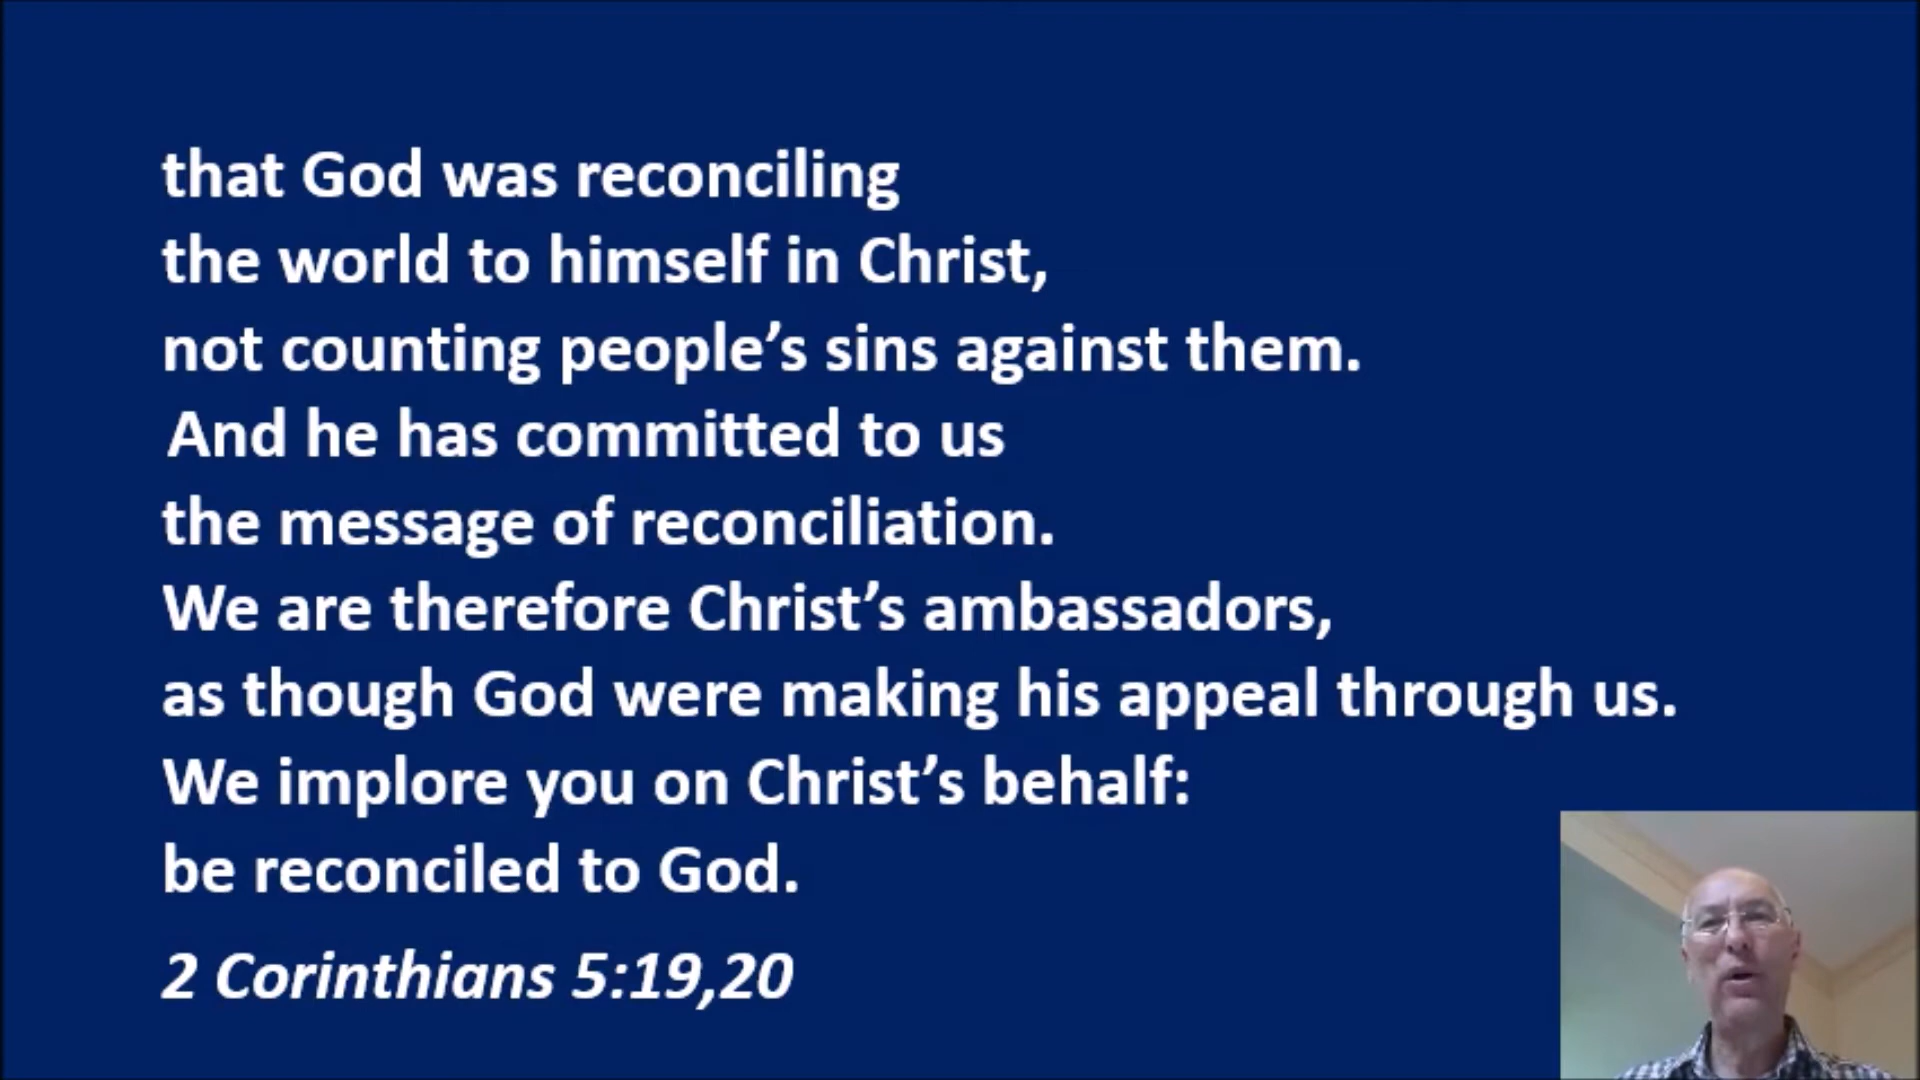 that God was reconciling
the world to himself in Christ,
not counting people’s sins against them.
And he has committed to us
the message of reconciliation.
We are therefore Christ’s ambassadors,
as though God were making his appeal through us.
We implore you on Christ’s behalf:
be reconciled to God.
2 Corinthians 5:19,20